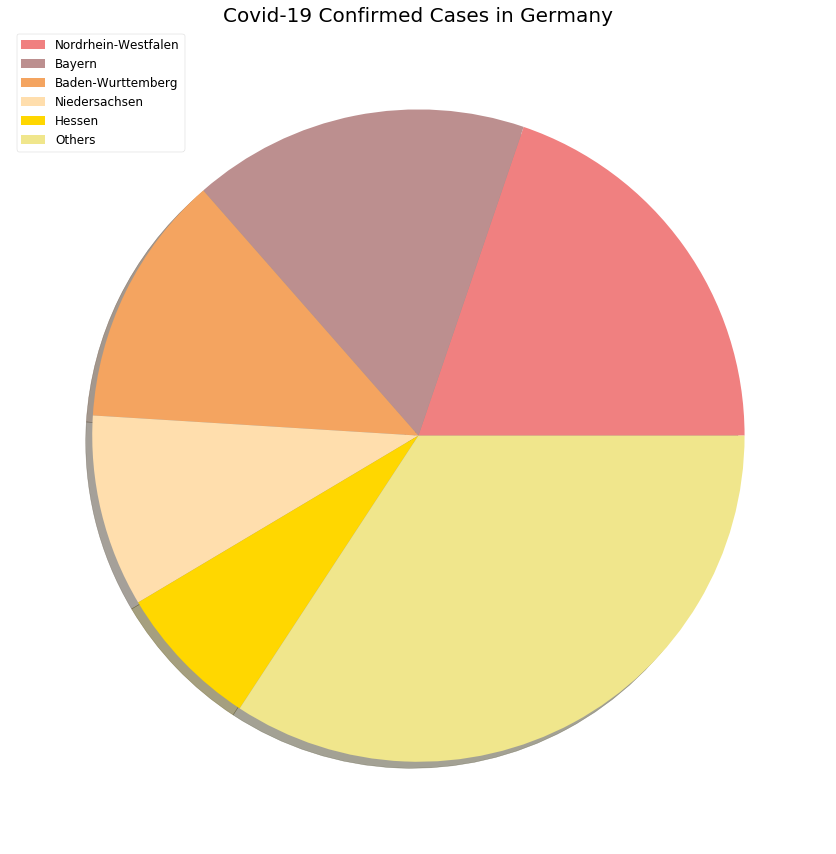 Covid-19 Confirmed Cases in Germany
Nordrhein-Westfalen
Bayern
Baden-Wurttemberg
Niedersachsen
Hessen
Others